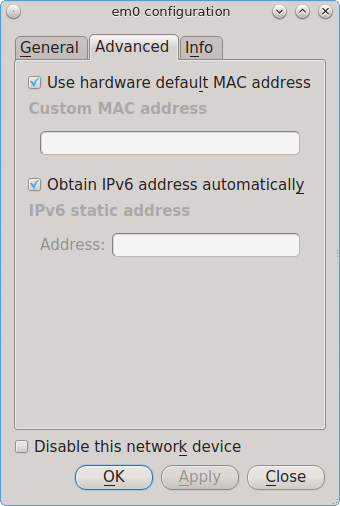 em0 configuration
General Advanced Info
Use hardware default MAC address
Custom MAC address
Obtain IPv6 address automatically
IPv6 static address
Address:
Disable this network device
OK Apply Close